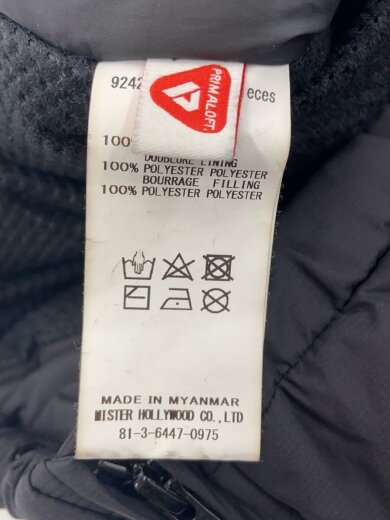 9242
eces
PRIMALOFT.
100
DOUBLURE LINING
100% POLYESTER POLYESTER
BOURRAGE FILLING
100% POLYESTER POLYESTER
MADE IN MYANMAR
MISTER HOLLYWOOD CO., LTD
81-3-6447-0975